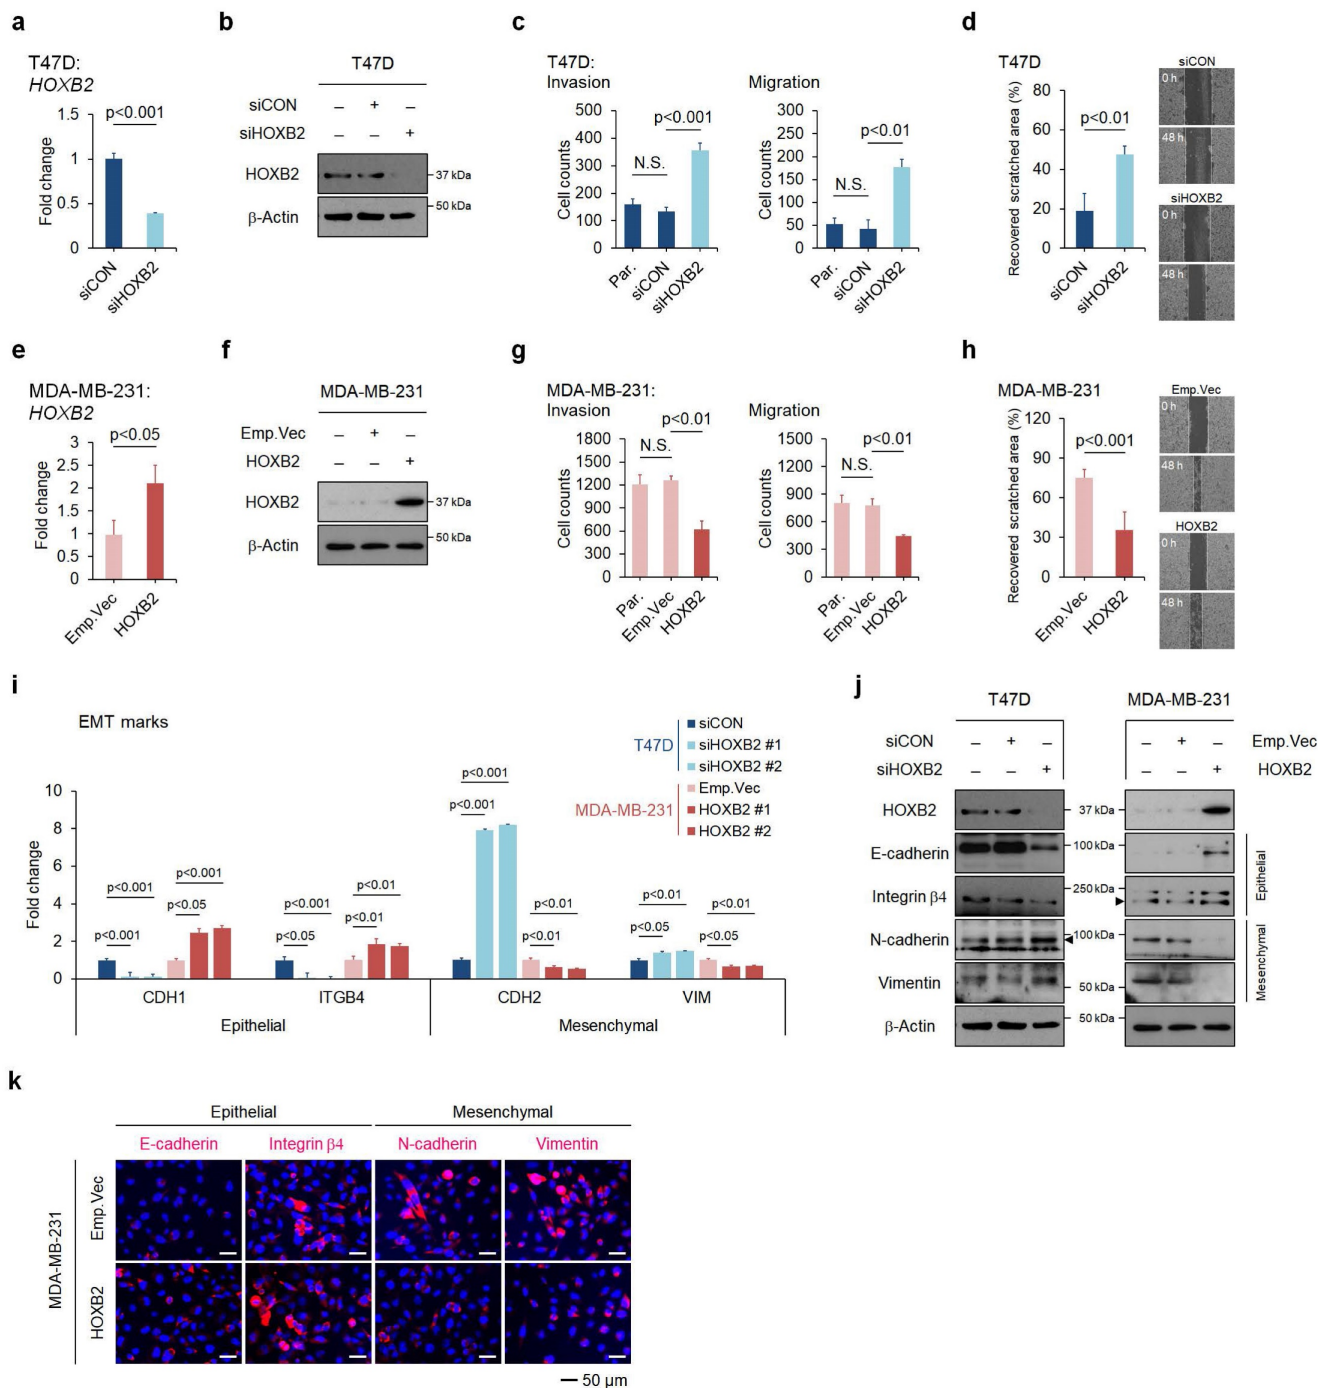 a
T47D:
HOXB2
p<0.001
Fold change
1.5
1
0.5
0
siCON
siHOXB2
b
T47D
siCON – + –
siHOXB2 – – +
HOXB2
37 kDa
50 kDa
β-Actin
c
T47D:
Invasion
Cell counts
500
400
300
200
100
0
p<0.001
N.S.
Par.
siCON
siHOXB2
Migration
Cell counts
300
250
200
150
100
50
0
p<0.01
N.S.
Par.
siCON
siHOXB2
d
T47D
Recovered scratched area (%)
80
60
40
20
0
p<0.01
siCON
siHOXB2
siCON
0 h
48 h
siHOXB2
0 h
48 h
e
MDA-MB-231:
HOXB2
p<0.05
Fold change
3
2.5
2
1.5
1
0.5
0
Emp.Vec
HOXB2
f
MDA-MB-231
Emp.Vec – + –
HOXB2 – – +
HOXB2
37 kDa
50 kDa
β-Actin
g
MDA-MB-231:
Invasion
Cell counts
1800
1500
1200
900
600
300
0
p<0.01
N.S.
Par.
Emp.Vec
HOXB2
Migration
Cell counts
1500
1200
900
600
300
0
p<0.01
N.S.
Par.
Emp.Vec
HOXB2
h
MDA-MB-231
Recovered scratched area (%)
120
90
60
30
0
p<0.001
Emp.Vec
HOXB2
Emp.Vec
0 h
48 h
HOXB2
0 h
48 h
i
EMT marks
T47D
siCON
siHOXB2 #1
siHOXB2 #2
MDA-MB-231
Emp.Vec
HOXB2 #1
HOXB2 #2
Fold change
10
8
6
4
2
0
p<0.001
p<0.001
p<0.001
p<0.05
p<0.001
p<0.05
p<0.01
p<0.01
p<0.001
p<0.001
p<0.01
p<0.01
p<0.01
p<0.05
p<0.01
p<0.05
CDH1
ITGB4
CDH2
VIM
Epithelial
Mesenchymal
j
T47D
MDA-MB-231
siCON – + – – + – Emp.Vec
siHOXB2 – – + – – + HOXB2
HOXB2
37 kDa
E-cadherin
100 kDa
Integrin β4
250 kDa
N-cadherin
100 kDa
Vimentin
50 kDa
β-Actin
50 kDa
Epithelial
Mesenchymal
k
Epithelial
Mesenchymal
E-cadherin
Integrin β4
N-cadherin
Vimentin
MDA-MB-231
Emp.Vec
HOXB2
50 µm